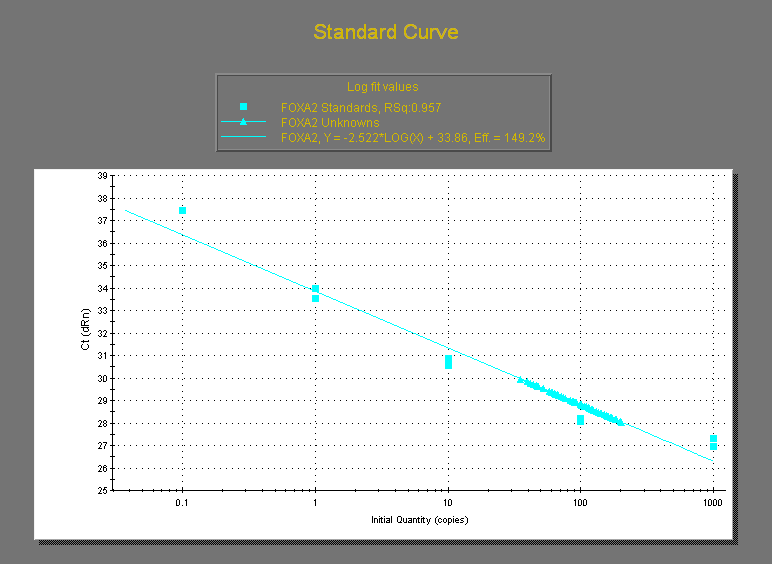 Standard Curve
Log fit values
FOXA2 Standards, RSq:0.957
FOXA2 Unknowns
FOXA2, Y = -2.522*LOG(X) + 33.86, Eff. = 149.2%
39
38
37
36
35
34
33
32
31
30
29
28
27
26
25
Ct (dRn)
0.1 1 10 100 1000
Initial Quantity (copies)